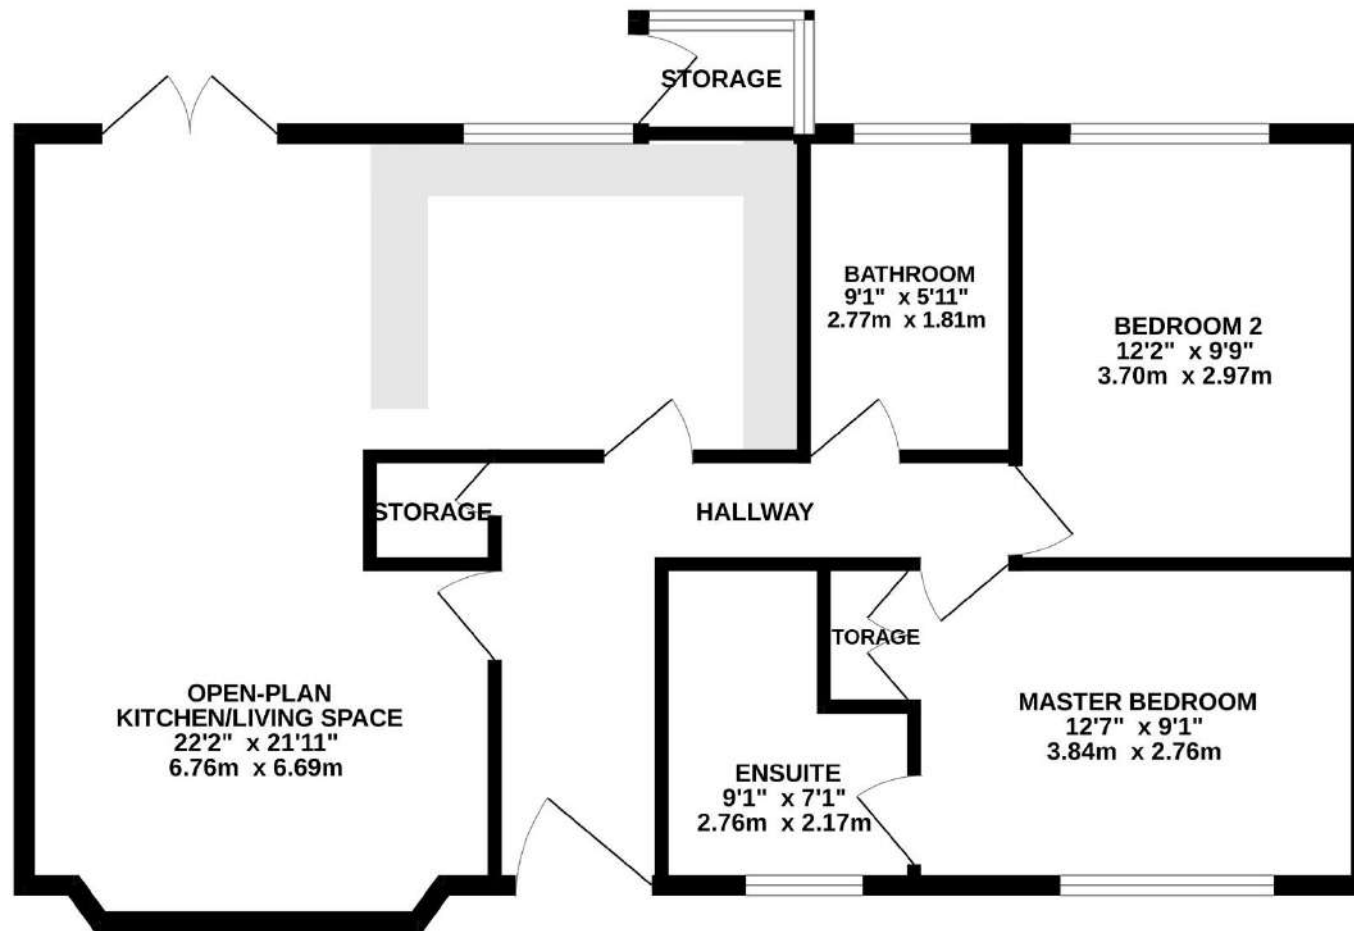 STORAGE
BATHROOM
9'1" x 5'11"
2.77m x 1.81m
BEDROOM 2
12'2" x 9'9"
3.70m x 2.97m
STORAGE
HALLWAY
TORAGE
OPEN-PLAN
KITCHEN/LIVING SPACE
22'2" x 21'11"
6.76m x 6.69m
ENSUITE
9'1" x 7'1"
2.76m x 2.17m
MASTER BEDROOM
12'7" x 9'1"
3.84m x 2.76m